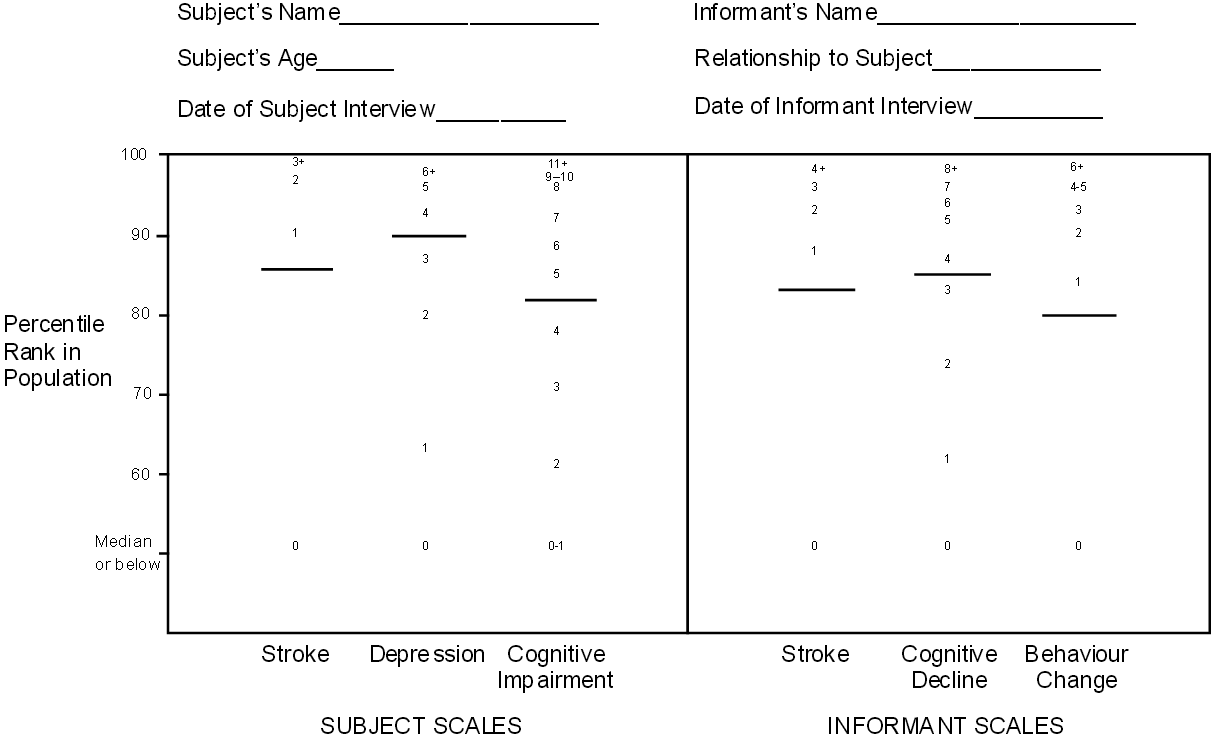 Subject's Name____________________ Informant's Name____________________
Subject's Age______ Relationship to Subject_____________
Date of Subject Interview__________ Date of Informant Interview__________
100
90
80
70
60
Median
or below
Percentile
Rank in
Population
3+
2
1
0
6+
5
4
3
2
1
0
11+
9–10
8
7
6
5
4
3
2
0-1
4+
3
2
1
0
8+
7
6
5
4
3
2
1
0
6+
4-5
3
2
1
0
Stroke
Depression
Cognitive
Impairment
Stroke
Cognitive
Decline
Behaviour
Change
SUBJECT SCALES
INFORMANT SCALES